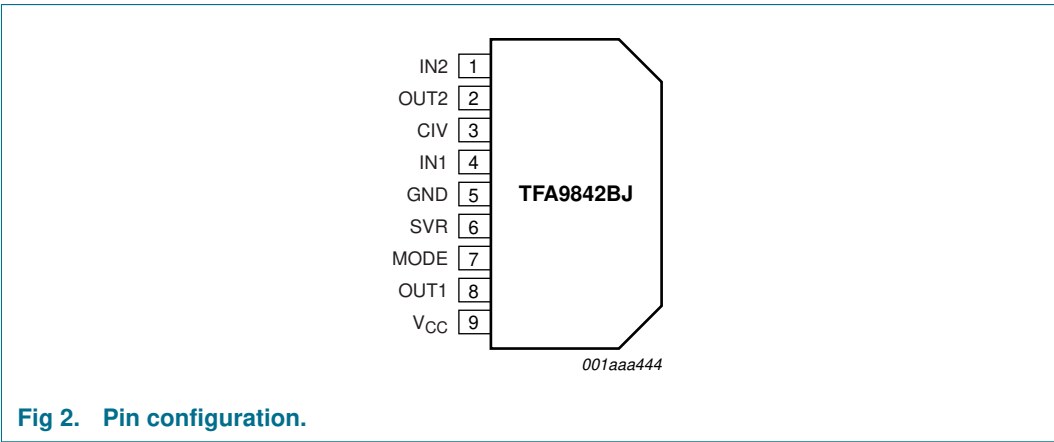 IN2 1
OUT2 2
CIV 3
IN1 4
GND 5 TFA9842BJ
SVR 6
MODE 7
OUT1 8
VCC 9
001aaa444
Fig 2. Pin configuration.